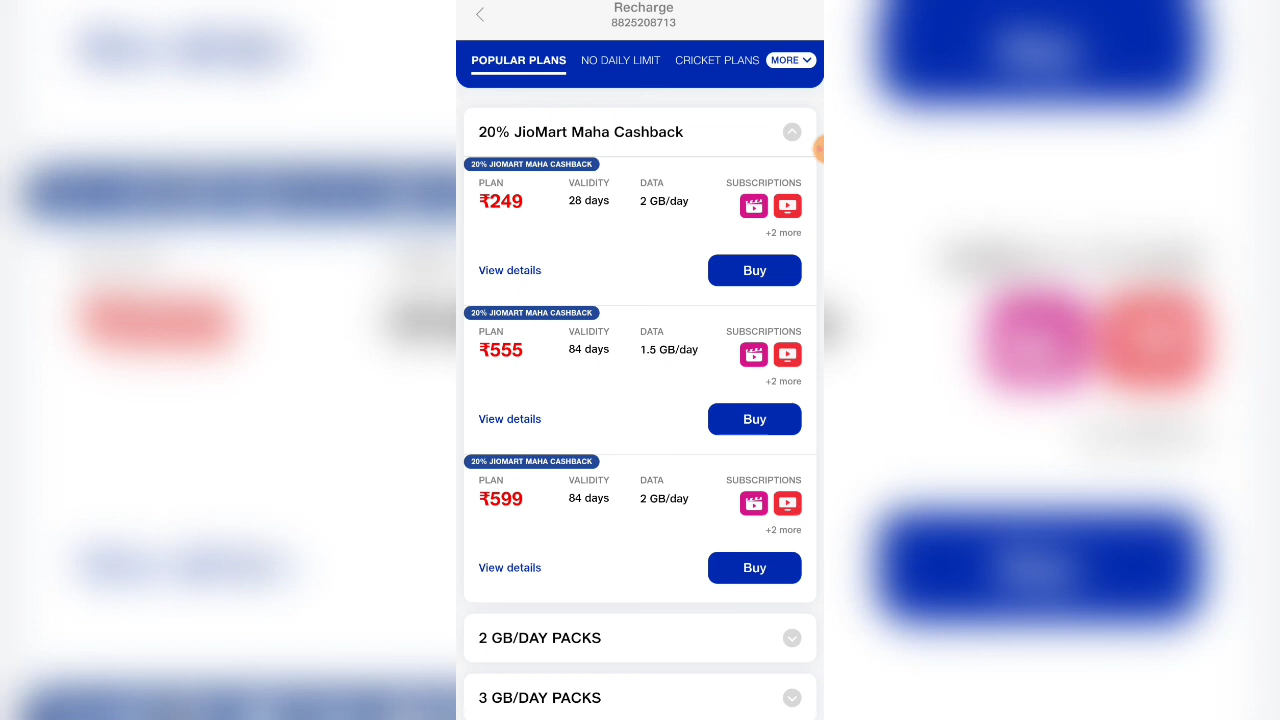 Recharge
8825208713
POPULAR PLANS NO DAILY LIMIT CRICKET PLANS MORE
20% JioMart Maha Cashback
20% JIOMART MAHA CASHBACK
PLAN VALIDITY DATA SUBSCRIPTIONS
₹249 28 days 2 GB/day
+2 more
View details Buy
20% JIOMART MAHA CASHBACK
PLAN VALIDITY DATA SUBSCRIPTIONS
₹555 84 days 1.5 GB/day
+2 more
View details Buy
20% JIOMART MAHA CASHBACK
PLAN VALIDITY DATA SUBSCRIPTIONS
₹599 84 days 2 GB/day
+2 more
View details Buy
2 GB/DAY PACKS
3 GB/DAY PACKS